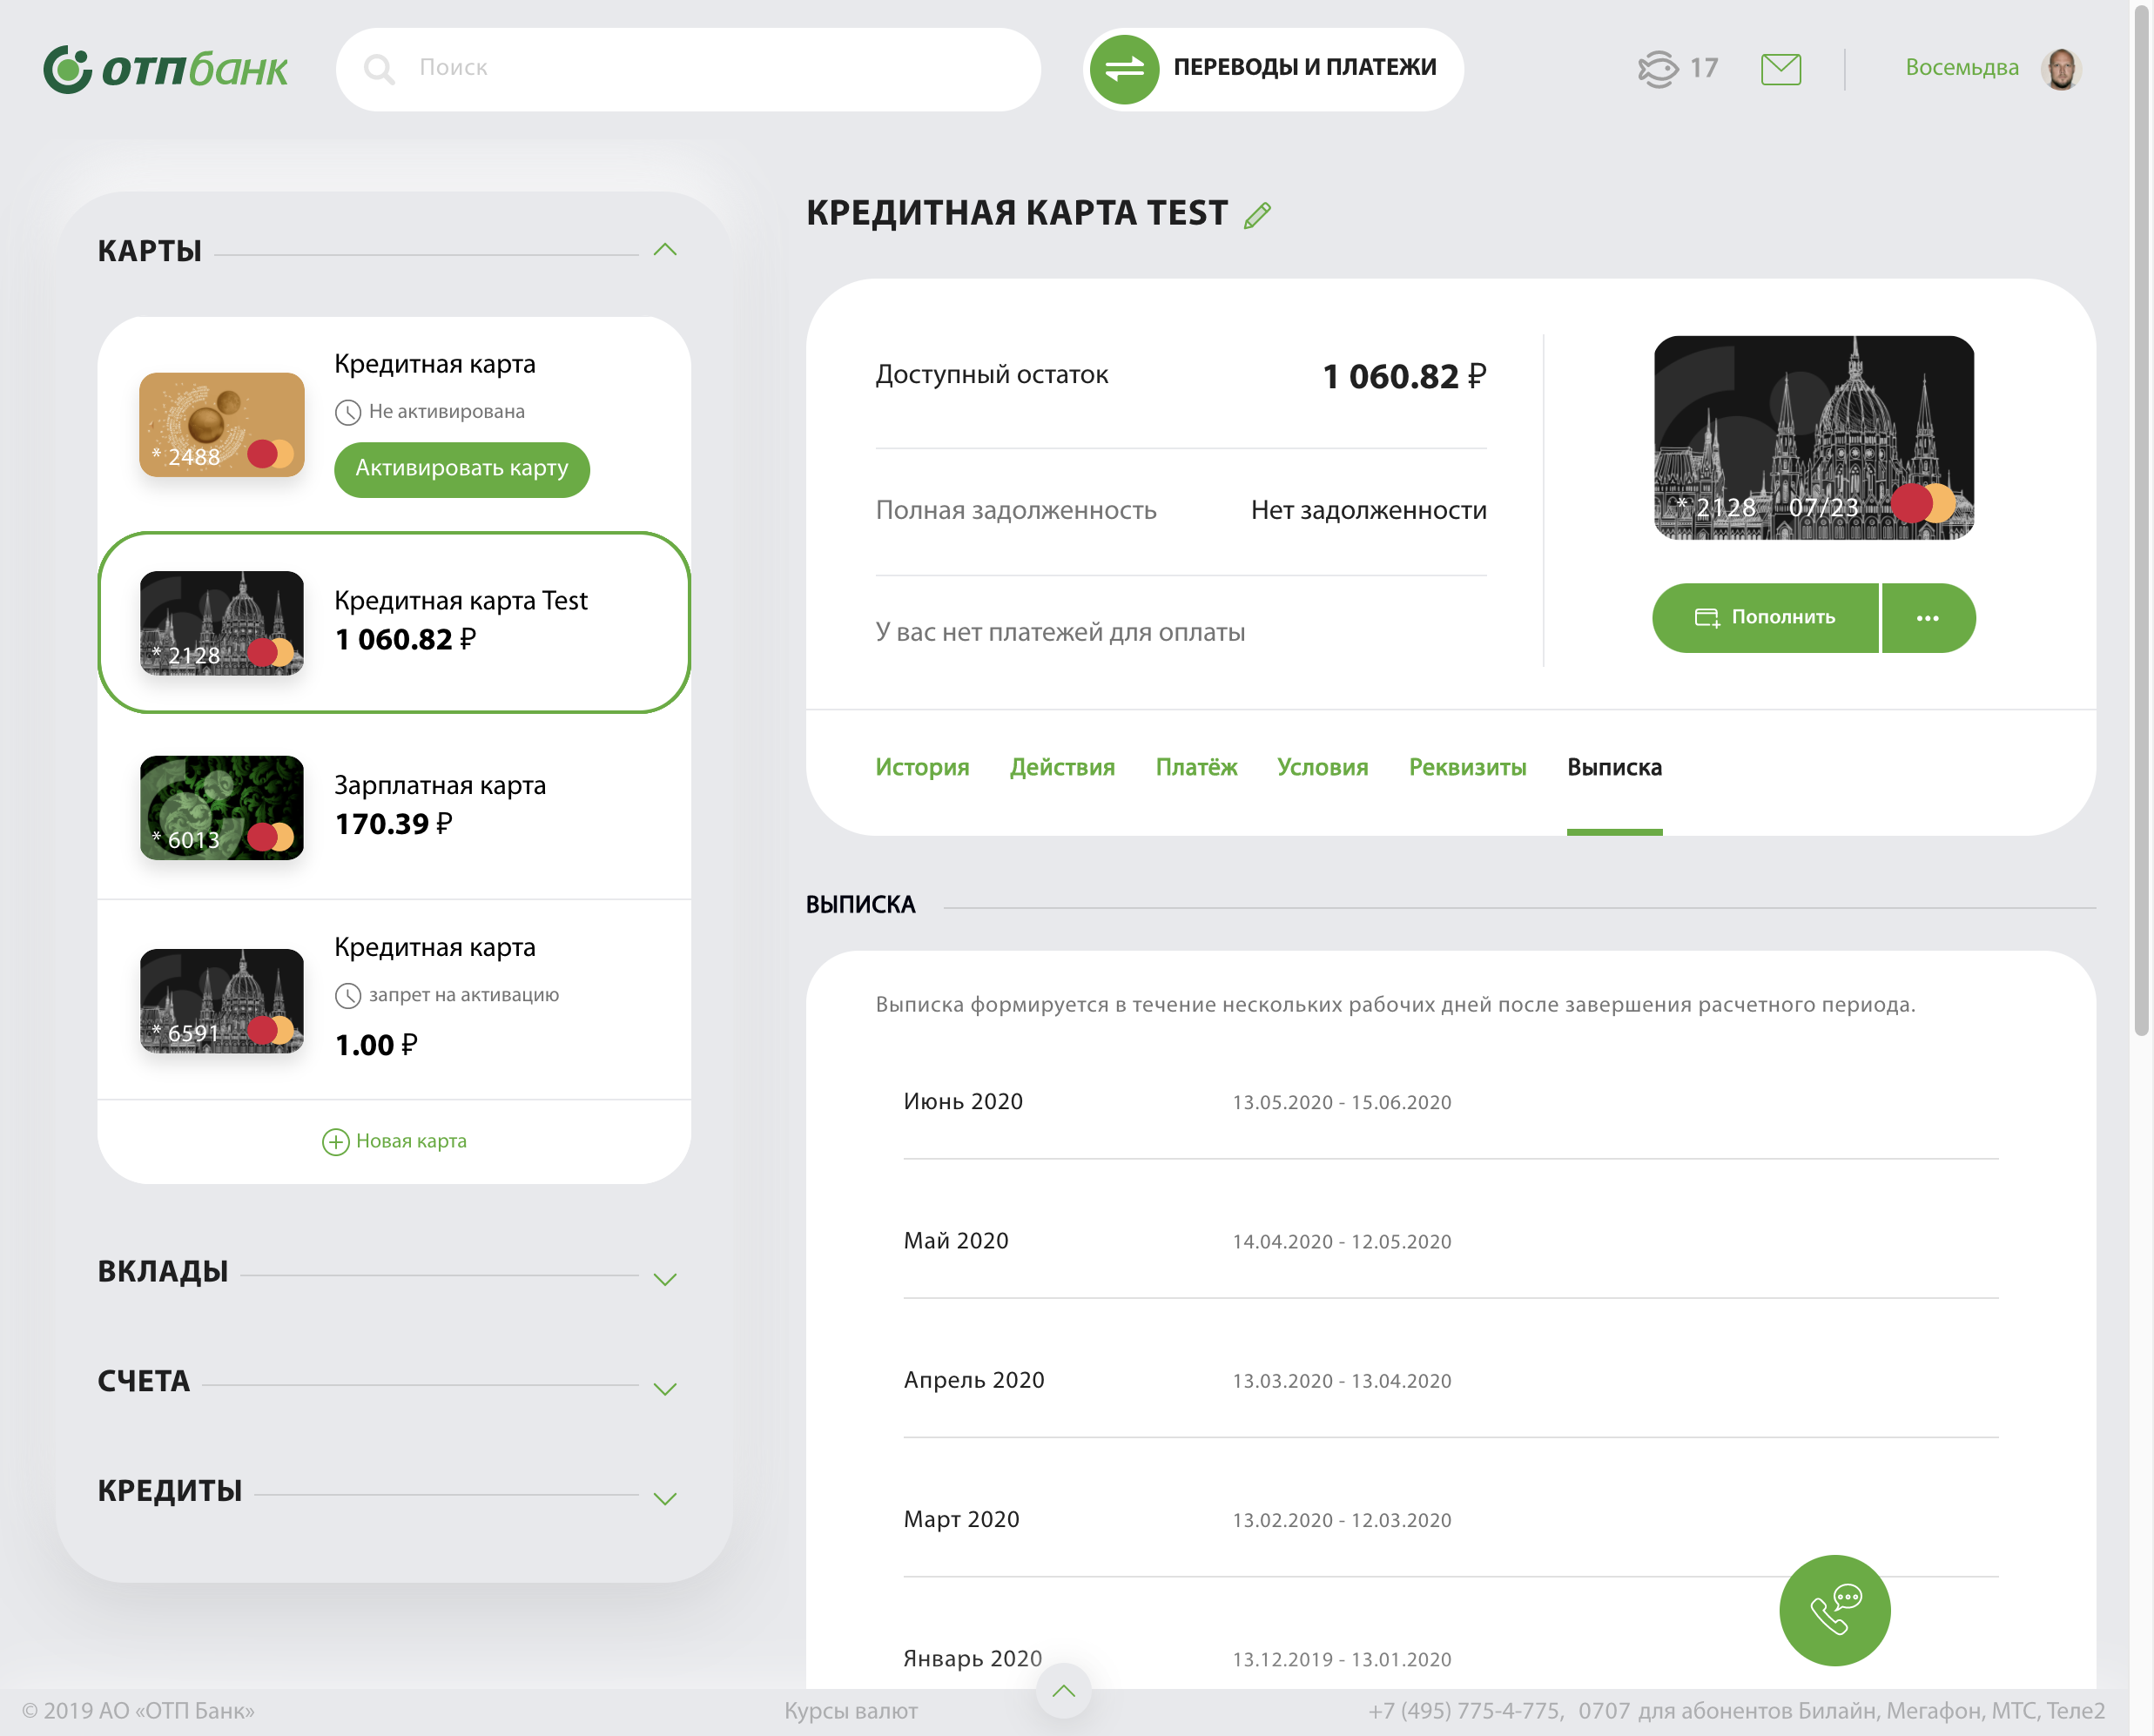 ОТПбанк
Поиск
ПЕРЕВОДЫ И ПЛАТЕЖИ
17
Восемьдва
КАРТЫ
Кредитная карта
Не активирована
* 2488
Активировать карту
Кредитная карта Test
1 060.82 ₽
* 2128
Зарплатная карта
170.39 ₽
* 6013
Кредитная карта
запрет на активацию
* 6591
1.00 ₽
Новая карта
ВКЛАДЫ
СЧЕТА
КРЕДИТЫ
КРЕДИТНАЯ КАРТА TEST
Доступный остаток 1 060.82 ₽
Полная задолженность Нет задолженности
У вас нет платежей для оплаты
* 2128 07/23
Пополнить
История Действия Платёж Условия Реквизиты Выписка
ВЫПИСКА
Выписка формируется в течение нескольких рабочих дней после завершения расчетного периода.
Июнь 2020 13.05.2020 - 15.06.2020
Май 2020 14.04.2020 - 12.05.2020
Апрель 2020 13.03.2020 - 13.04.2020
Март 2020 13.02.2020 - 12.03.2020
Январь 2020 13.12.2019 - 13.01.2020
© 2019 АО «ОТП Банк» Курсы валют +7 (495) 775-4-775, 0707 для абонентов Билайн, Мегафон, МТС, Теле2